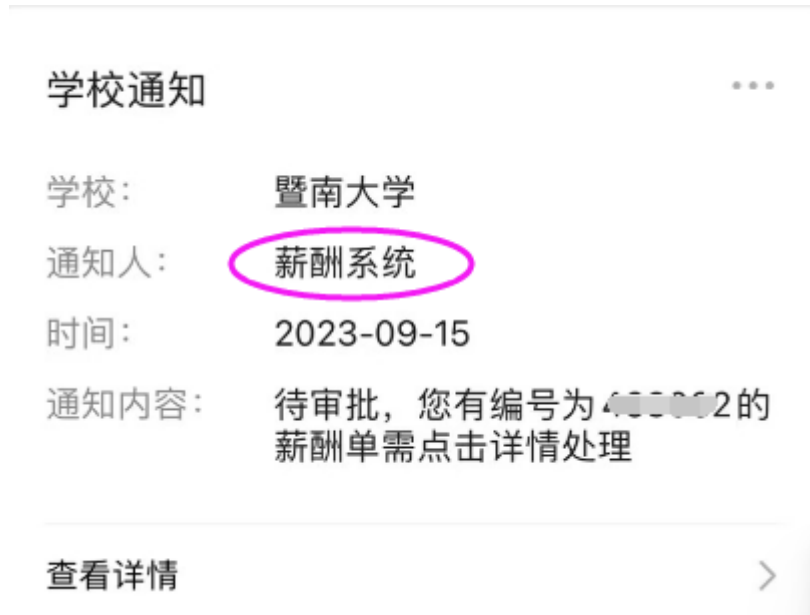 学校通知
学校： 暨南大学
通知人： 薪酬系统
时间： 2023-09-15
通知内容： 待审批，您有编号为 2的
薪酬单需点击详情处理
查看详情